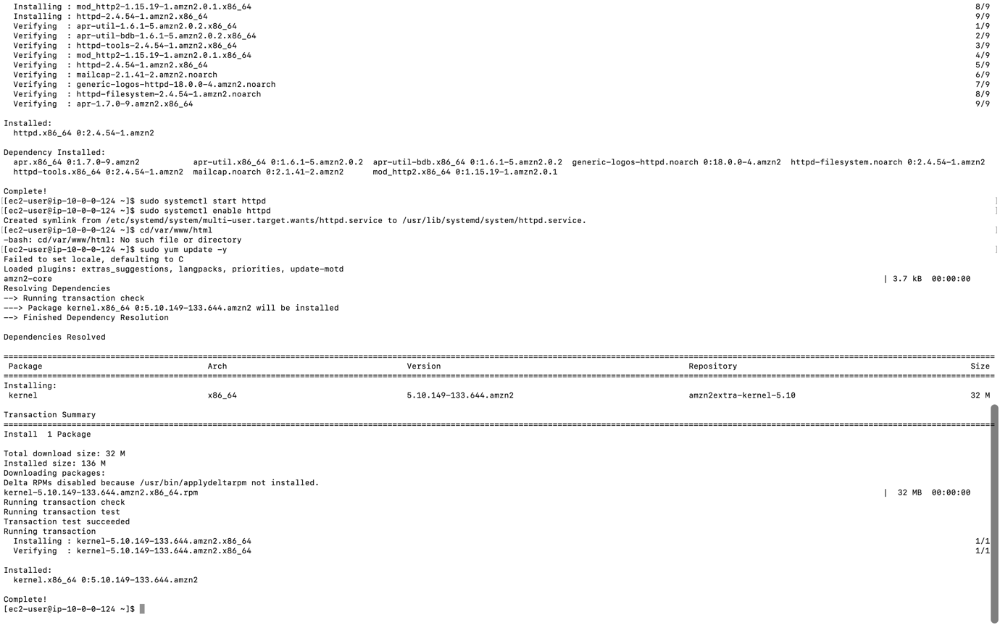 Installing : mod_http2-1.15.19-1.amzn2.0.1.x86_64 8/9
Installing : httpd-2.4.54-1.amzn2.x86_64 9/9
Verifying  : apr-util-1.6.1-5.amzn2.0.2.x86_64 1/9
Verifying  : apr-util-bdb-1.6.1-5.amzn2.0.2.x86_64 2/9
Verifying  : httpd-tools-2.4.54-1.amzn2.x86_64 3/9
Verifying  : mod_http2-1.15.19-1.amzn2.0.1.x86_64 4/9
Verifying  : httpd-2.4.54-1.amzn2.x86_64 5/9
Verifying  : mailcap-2.1.41-2.amzn2.noarch 6/9
Verifying  : generic-logos-httpd-18.0.0-4.amzn2.noarch 7/9
Verifying  : httpd-filesystem-2.4.54-1.amzn2.noarch 8/9
Verifying  : apr-1.7.0-9.amzn2.x86_64 9/9
Installed:
httpd.x86_64 0:2.4.54-1.amzn2
Dependency Installed:
apr.x86_64 0:1.7.0-9.amzn2 apr-util.x86_64 0:1.6.1-5.amzn2.0.2 apr-util-bdb.x86_64 0:1.6.1-5.amzn2.0.2 generic-logos-httpd.noarch 0:18.0.0-4.amzn2 httpd-filesystem.noarch 0:2.4.54-1.amzn2
httpd-tools.x86_64 0:2.4.54-1.amzn2 mailcap.noarch 0:2.1.41-2.amzn2 mod_http2.x86_64 0:1.15.19-1.amzn2.0.1
Complete!
[[ec2-user@ip-10-0-0-124 ~]$ sudo systemctl start httpd ]
[[ec2-user@ip-10-0-0-124 ~]$ sudo systemctl enable httpd ]
Created symlink from /etc/systemd/system/multi-user.target.wants/httpd.service to /usr/lib/systemd/system/httpd.service.
[[ec2-user@ip-10-0-0-124 ~]$ cd/var/www/html ]
-bash: cd/var/www/html: No such file or directory
[[ec2-user@ip-10-0-0-124 ~]$ sudo yum update -y ]
Failed to set locale, defaulting to C
Loaded plugins: extras_suggestions, langpacks, priorities, update-motd
amzn2-core | 3.7 kB  00:00:00
Resolving Dependencies
--> Running transaction check
---> Package kernel.x86_64 0:5.10.149-133.644.amzn2 will be installed
--> Finished Dependency Resolution
Dependencies Resolved
Package Arch Version Repository Size
Installing:
kernel x86_64 5.10.149-133.644.amzn2 amzn2extra-kernel-5.10 32 M
Transaction Summary
Install  1 Package
Total download size: 32 M
Installed size: 136 M
Downloading packages:
Delta RPMs disabled because /usr/bin/applydeltarpm not installed.
kernel-5.10.149-133.644.amzn2.x86_64.rpm |  32 MB  00:00:00
Running transaction check
Running transaction test
Transaction test succeeded
Running transaction
Installing : kernel-5.10.149-133.644.amzn2.x86_64 1/1
Verifying  : kernel-5.10.149-133.644.amzn2.x86_64 1/1
Installed:
kernel.x86_64 0:5.10.149-133.644.amzn2
Complete!
[ec2-user@ip-10-0-0-124 ~]$